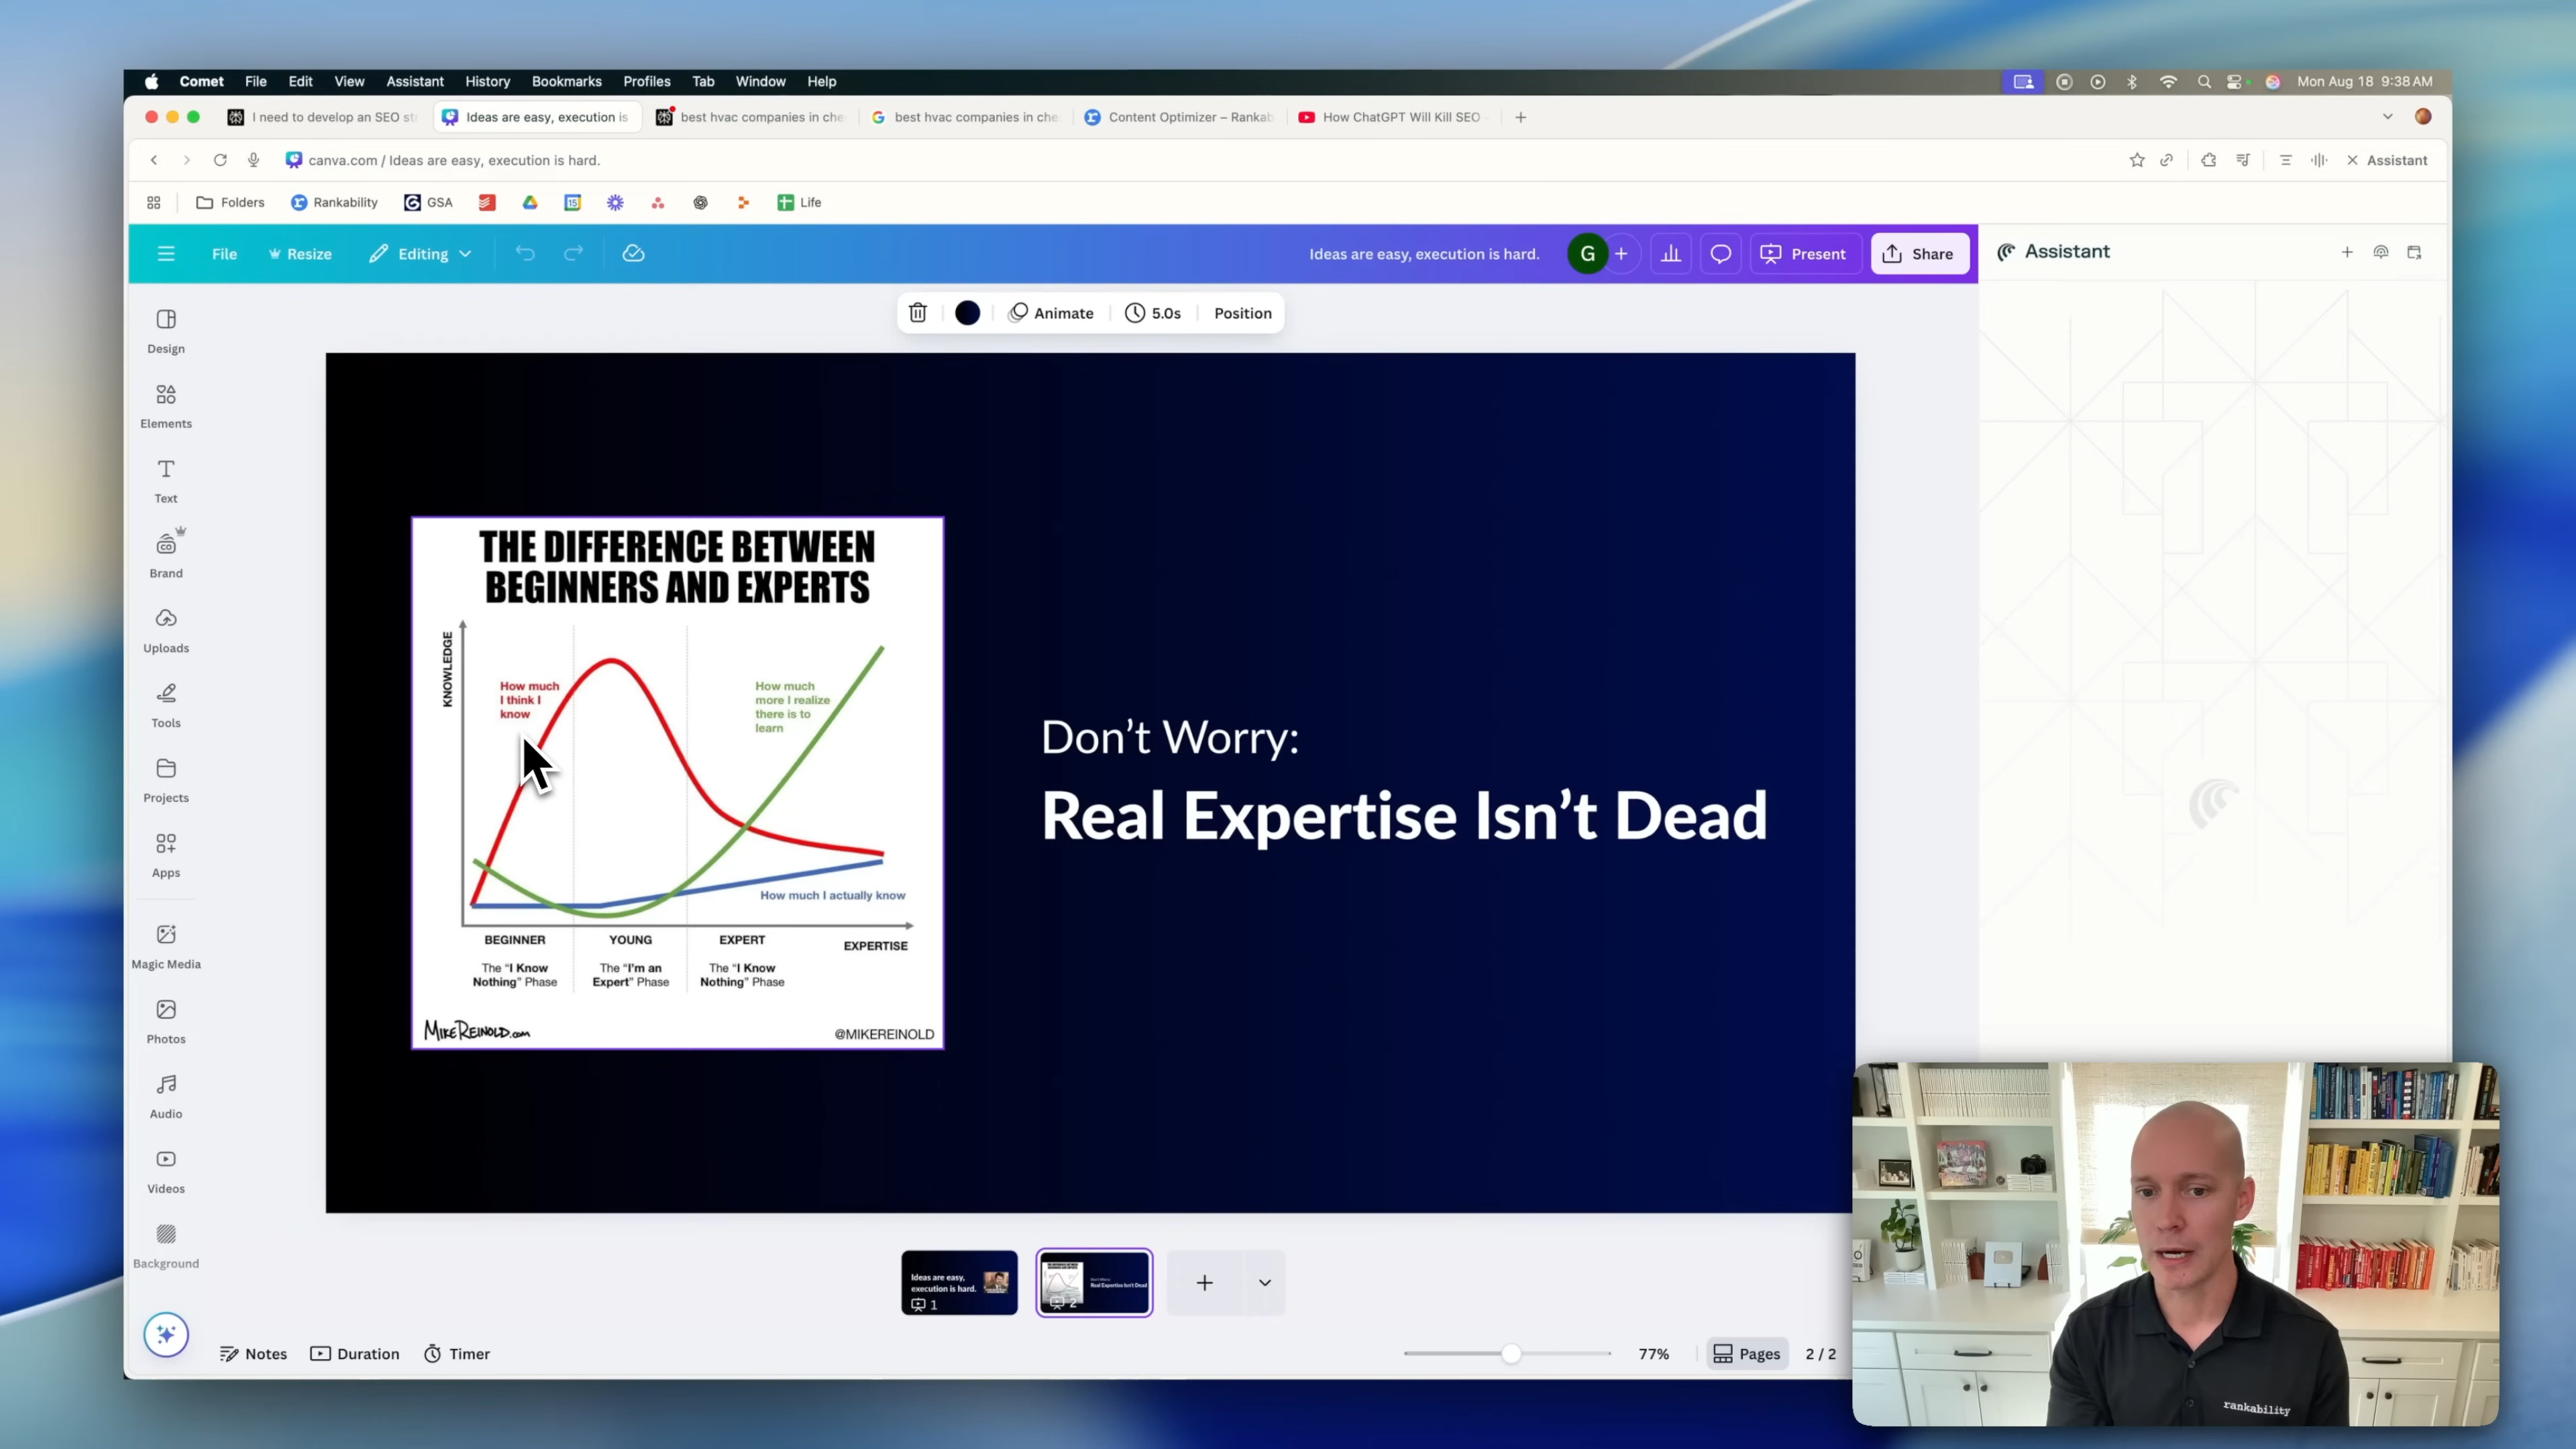 Comet File Edit View Assistant History Bookmarks Profiles Tab Window Help
Mon Aug 18 9:38 AM
I need to develop an SEO st
Ideas are easy, execution is
best hvac companies in che
best hvac companies in che
Content Optimizer – Rankab
How ChatGPT Will Kill SEO
canva.com / Ideas are easy, execution is hard.
Assistant
Folders
Rankability
GSA
15
Life
File
Resize
Editing
Ideas are easy, execution is hard.
G
Present
Share
Assistant
Animate
5.0s
Position
Design
Elements
Text
Brand
Uploads
Tools
Projects
Apps
Magic Media
Photos
Audio
Videos
Background
THE DIFFERENCE BETWEEN
BEGINNERS AND EXPERTS
KNOWLEDGE
How much
I think I
know
How much
more I realize
there is to
learn
How much I actually know
BEGINNER
YOUNG
EXPERT
EXPERTISE
The "I Know
Nothing" Phase
The "I'm an
Expert" Phase
The "I Know
Nothing" Phase
MIKEREINOLD.com
@MIKEREINOLD
Don't Worry:
Real Expertise Isn't Dead
Ideas are easy,
execution is hard.
1
Real Expertise Isn't Dead
2
Notes
Duration
Timer
77%
Pages
2 / 2
rankability